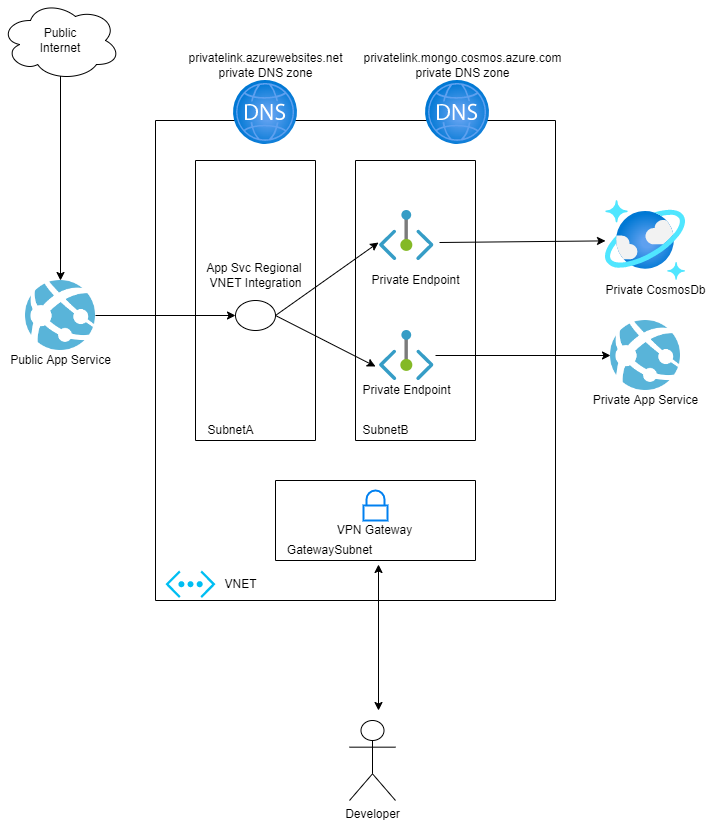 Public
Internet
privatelink.azurewebsites.net
private DNS zone
privatelink.mongo.cosmos.azure.com
private DNS zone
DNS
DNS
App Svc Regional
VNET Integration
Private Endpoint
Private CosmosDb
Public App Service
Private Endpoint
Private App Service
SubnetA
SubnetB
VPN Gateway
GatewaySubnet
VNET
Developer